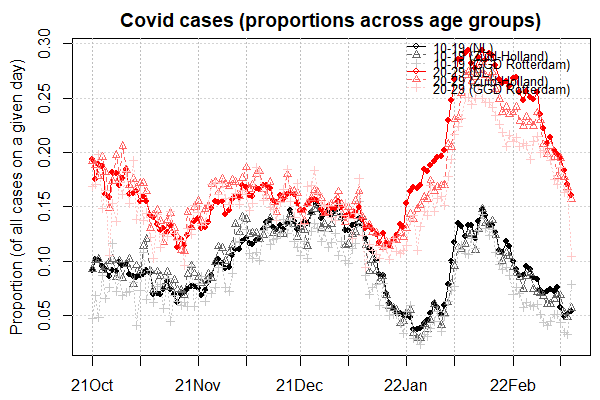 Covid cases (proportions across age groups)
Proportion (of all cases on a given day)
0.30
0.25
0.20
0.15
0.10
0.05
10-19 (NL)
10-19 (Zuid-Holland)
10-19 (GGD Rotterdam)
20-29 (NL)
20-29 (Zuid-Holland)
20-29 (GGD Rotterdam)
21Oct
21Nov
21Dec
22Jan
22Feb